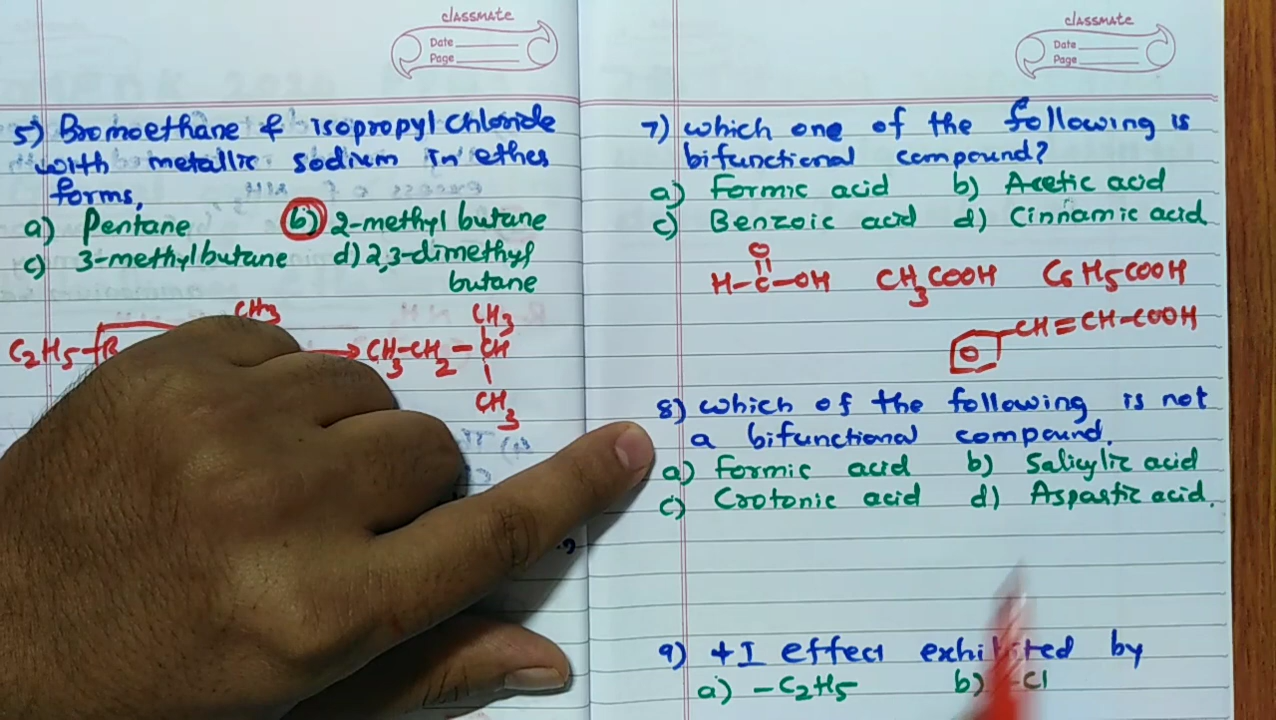 classmate
Date
Page
5) Bromoethane & isopropyl chloride
with metallic sodium in ether
forms,
a) Pentane b) 2-methyl butane
c) 3-methylbutane d) 2,3-dimethyl
butane
CH3 CH3
C2H5- →CH3-CH2-CH
CH3
classmate
Date
Page
7) which one of the following is
bifunctional compound?
a) Formic acid b) Acetic acid
c) Benzoic acid d) Cinnamic acid
O
H-C-OH CH3COOH C6H5COOH
CH=CH-COOH
8) which of the following is not
a bifunctional compound.
a) Formic acid b) Salicylic acid
c) Crotonic acid d) Aspartic acid.
9) +I effect exhibited by
a) -C2H5 b) -Cl